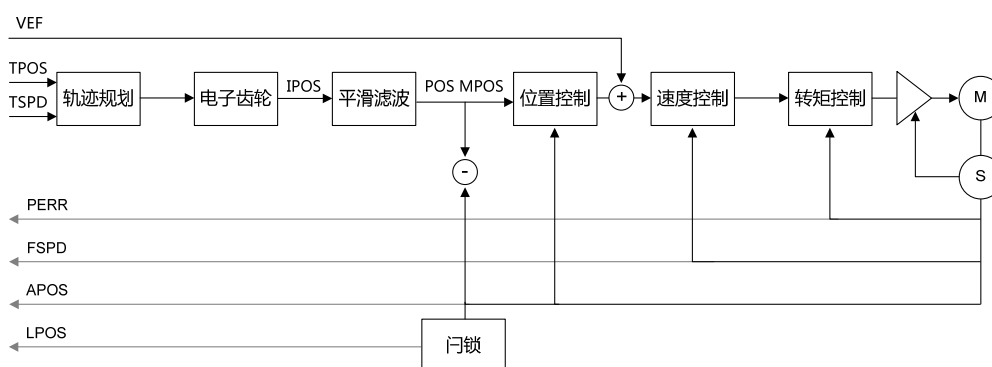 VEF
TPOS
TSPD
轨迹规划
电子齿轮
IPOS
平滑滤波
POS MPOS
位置控制
+
速度控制
转矩控制
M
-
S
PERR
FSPD
APOS
LPOS
闩锁